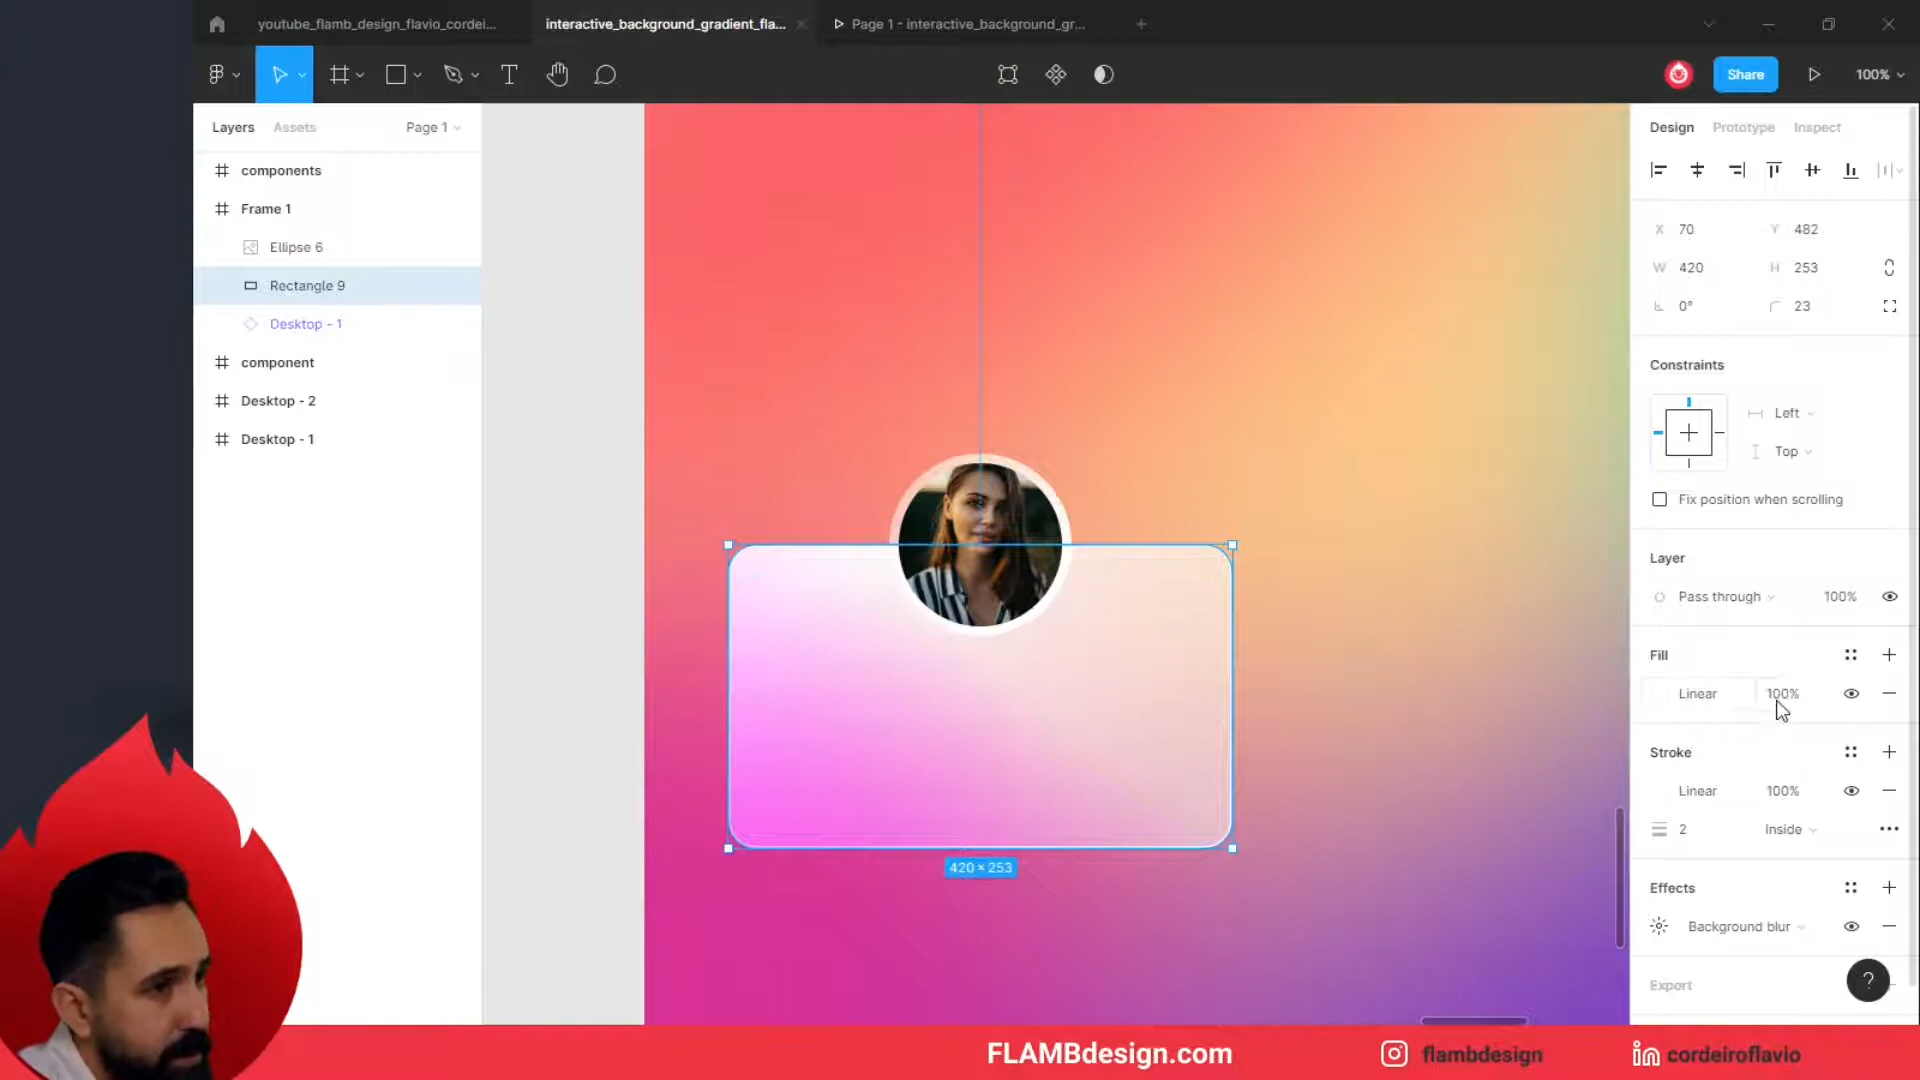 youtube_flamb_design_flavio_cordei...
interactive_background_gradient_fla...
Page 1 - interactive_background_gr...
Share
100%
Layers
Assets
Page 1
Design
Prototype
Inspect
components
Frame 1
Ellipse 6
Rectangle 9
Desktop - 1
component
Desktop - 2
Desktop - 1
X 70
Y 482
W 420
H 253
0°
23
Constraints
Left
Top
Fix position when scrolling
Layer
Pass through
100%
Fill
Linear
100%
Stroke
Linear
100%
2
Inside
Effects
Background blur
Export
?
420 × 253
FLAMBdesign.com
flambdesign
in cordeiroflavio